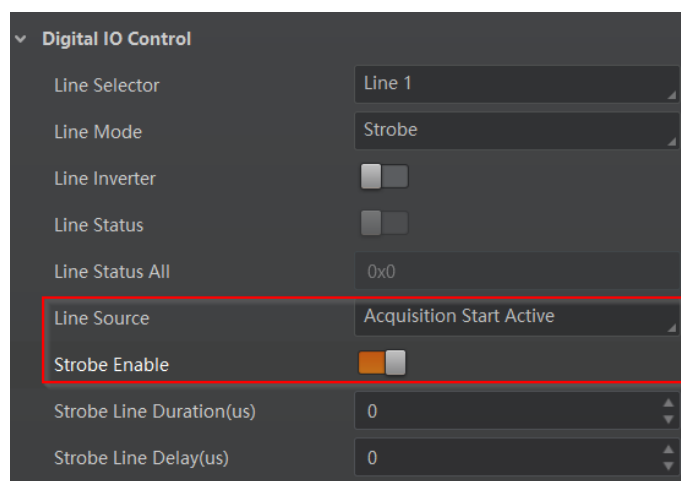 Digital IO Control
Line Selector Line 1
Line Mode Strobe
Line Inverter
Line Status
Line Status All 0x0
Line Source Acquisition Start Active
Strobe Enable
Strobe Line Duration(us) 0
Strobe Line Delay(us) 0